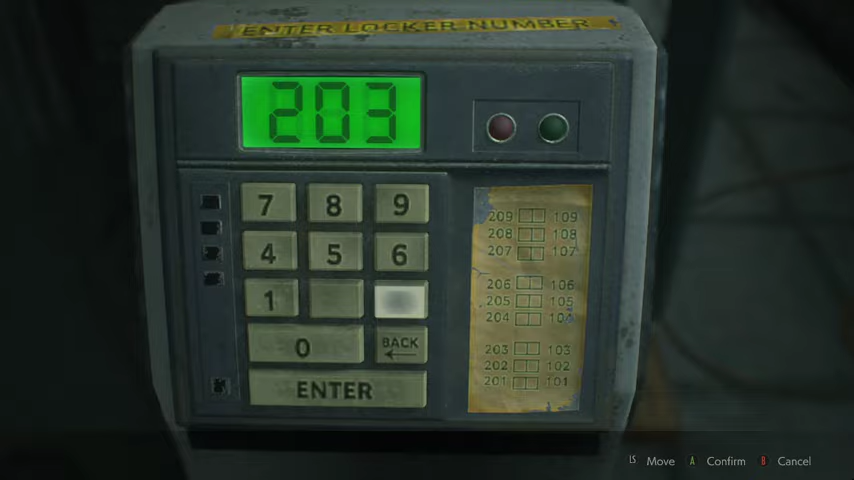 ENTER LOCKER NUMBER
203
7 8 9
4 5 6
1
0 BACK
ENTER
209 109
208 108
207 107
206 106
205 105
204 104
203 103
202 102
201 101
LS Move A Confirm B Cancel